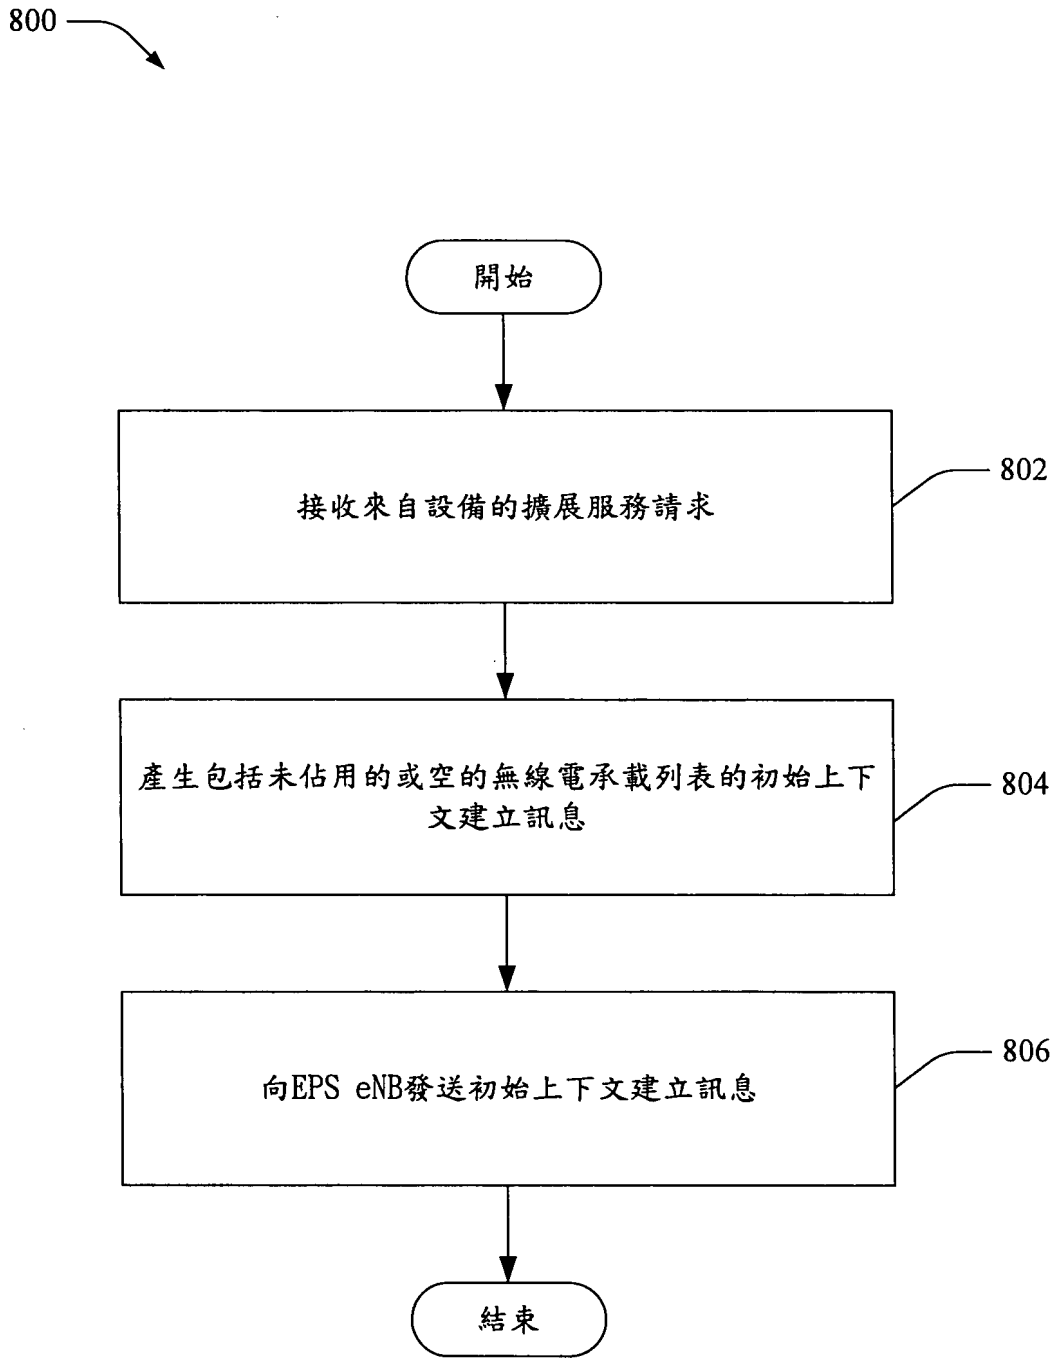 800
開始
802
接收來自設備的擴展服務請求
804
產生包括未佔用的或空的無線電承載列表的初始上下
文建立訊息
806
向EPS eNB發送初始上下文建立訊息
結束